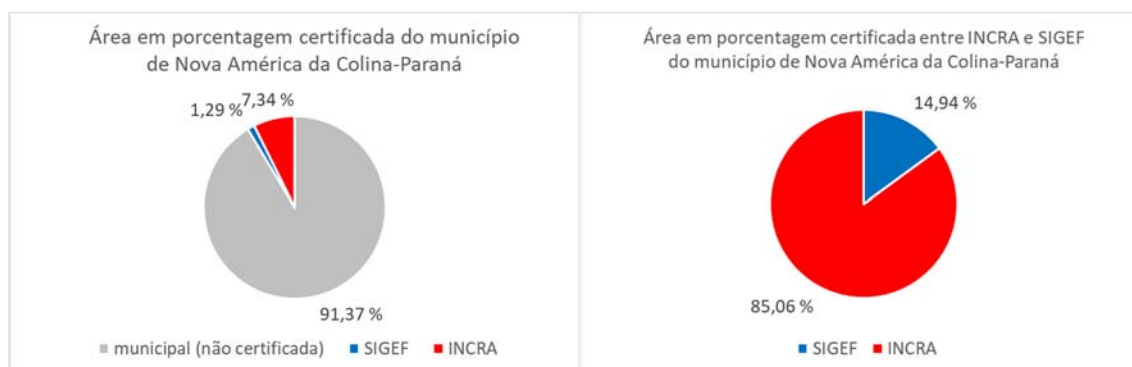 Área em porcentagem certificada do município
de Nova América da Colina-Paraná
7,34 %
1,29 %
91,37 %
municipal (não certificada) SIGEF INCRA
Área em porcentagem certificada entre INCRA e SIGEF
do município de Nova América da Colina-Paraná
14,94 %
85,06 %
SIGEF INCRA